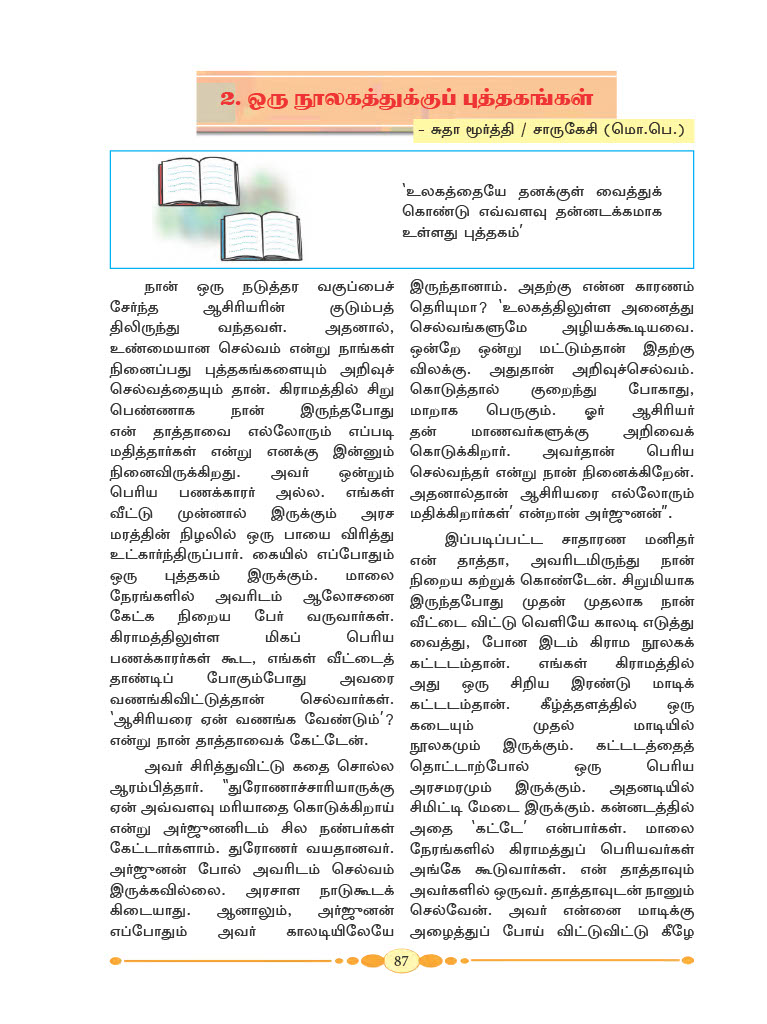 2. ஒரு நூலகத்துக்குப் புத்தகங்கள்
- சுதா மூர்த்தி / சாருகேசி (மொ.பெ.)
'உலகத்தையே தனக்குள் வைத்துக்
கொண்டு எவ்வளவு தன்னடக்கமாக
உள்ளது புத்தகம்'
நான் ஒரு நடுத்தர வகுப்பைச்
சேர்ந்த ஆசிரியரின் குடும்பத்
திலிருந்து வந்தவள். அதனால்,
உண்மையான செல்வம் என்று நாங்கள்
நினைப்பது புத்தகங்களையும் அறிவுச்
செல்வத்தையும் தான். கிராமத்தில் சிறு
பெண்ணாக நான் இருந்தபோது
என் தாத்தாவை எல்லோரும் எப்படி
மதித்தார்கள் என்று எனக்கு இன்னும்
நினைவிருக்கிறது. அவர் ஒன்றும்
பெரிய பணக்காரர் அல்ல. எங்கள்
வீட்டு முன்னால் இருக்கும் அரச
மரத்தின் நிழலில் ஒரு பாயை விரித்து
உட்கார்ந்திருப்பார். கையில் எப்போதும்
ஒரு புத்தகம் இருக்கும். மாலை
நேரங்களில் அவரிடம் ஆலோசனை
கேட்க நிறைய பேர் வருவார்கள்.
கிராமத்திலுள்ள மிகப் பெரிய
பணக்காரர்கள் கூட, எங்கள் வீட்டைத்
தாண்டிப் போகும்போது அவரை
வணங்கிவிட்டுத்தான் செல்வார்கள்.
'ஆசிரியரை ஏன் வணங்க வேண்டும்'?
என்று நான் தாத்தாவைக் கேட்டேன்.
அவர் சிரித்துவிட்டு கதை சொல்ல
ஆரம்பித்தார். "துரோணாச்சாரியாருக்கு
ஏன் அவ்வளவு மரியாதை கொடுக்கிறாய்
என்று அர்ஜுனனிடம் சில நண்பர்கள்
கேட்டார்களாம். துரோணர் வயதானவர்.
அர்ஜுனன் போல் அவரிடம் செல்வம்
இருக்கவில்லை. அரசாள நாடுகூடக்
கிடையாது. ஆனாலும், அர்ஜுனன்
எப்போதும் அவர் காலடியிலேயே
இருந்தானாம். அதற்கு என்ன காரணம்
தெரியுமா? 'உலகத்திலுள்ள அனைத்து
செல்வங்களுமே அழியக்கூடியவை.
ஒன்றே ஒன்று மட்டும்தான் இதற்கு
விலக்கு. அதுதான் அறிவுச்செல்வம்.
கொடுத்தால் குறைந்து போகாது,
மாறாக பெருகும். ஓர் ஆசிரியர்
தன் மாணவர்களுக்கு அறிவைக்
கொடுக்கிறார். அவர்தான் பெரிய
செல்வந்தர் என்று நான் நினைக்கிறேன்.
அதனால்தான் ஆசிரியரை எல்லோரும்
மதிக்கிறார்கள்' என்றான் அர்ஜுனன்".
இப்படிப்பட்ட சாதாரண மனிதர்
என் தாத்தா, அவரிடமிருந்து நான்
நிறைய கற்றுக் கொண்டேன். சிறுமியாக
இருந்தபோது முதன் முதலாக நான்
வீட்டை விட்டு வெளியே காலடி எடுத்து
வைத்து, போன இடம் கிராம நூலகக்
கட்டடம்தான். எங்கள் கிராமத்தில்
அது ஒரு சிறிய இரண்டு மாடிக்
கட்டடம்தான். கீழ்த்தளத்தில் ஒரு
கடையும் முதல் மாடியில்
நூலகமும் இருக்கும். கட்டடத்தைத்
தொட்டாற்போல் ஒரு பெரிய
அரசமரமும் இருக்கும். அதனடியில்
சிமிட்டி மேடை இருக்கும். கன்னடத்தில்
அதை 'கட்டே' என்பார்கள். மாலை
நேரங்களில் கிராமத்துப் பெரியவர்கள்
அங்கே கூடுவார்கள். என் தாத்தாவும்
அவர்களில் ஒருவர். தாத்தாவுடன் நானும்
செல்வேன். அவர் என்னை மாடிக்கு
அழைத்துப் போய் விட்டுவிட்டு கீழே
87